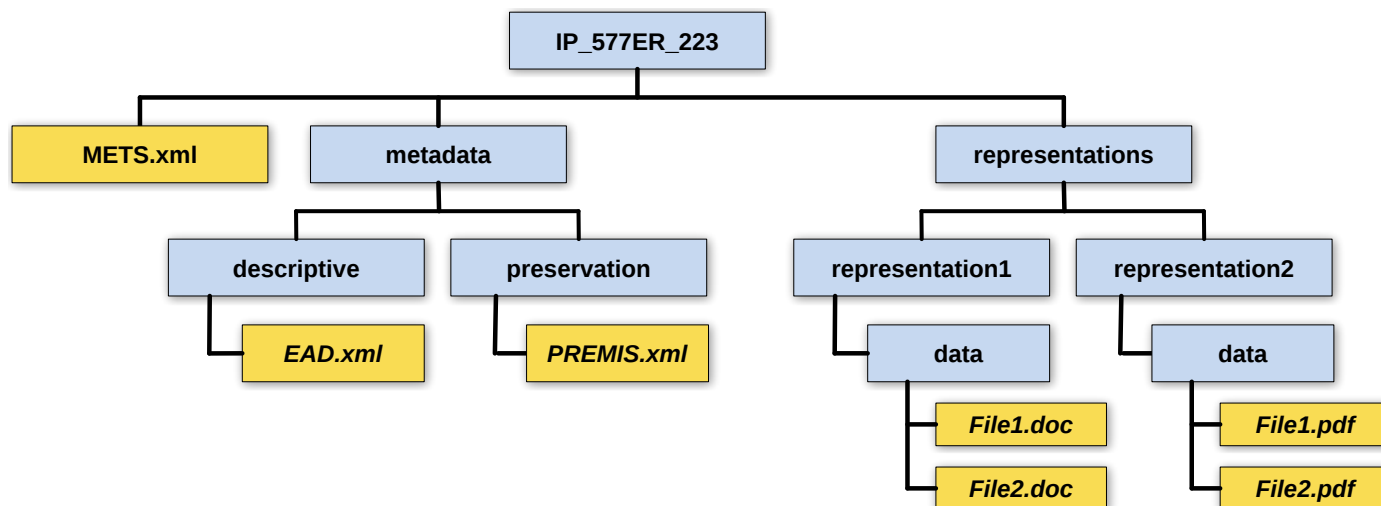 IP_577ER_223
METS.xml
metadata
representations
descriptive
preservation
representation1
representation2
EAD.xml
PREMIS.xml
data
data
File1.doc
File1.pdf
File2.doc
File2.pdf